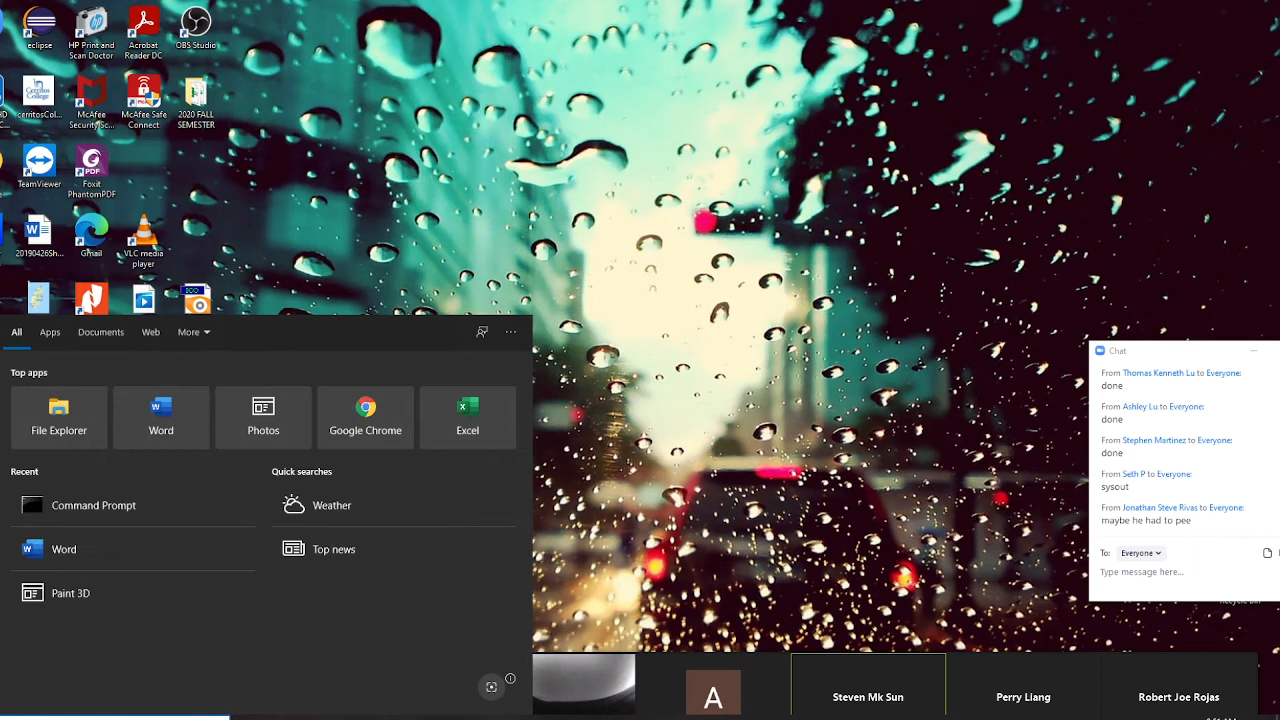 eclipse
HP Print and
Scan Doctor
Acrobat
Reader DC
OBS Studio
cerritosCol...
McAfee
Security Sc...
McAfee Safe
Connect
2020 FALL
SEMESTER
TeamViewer
Foxit
PhantomPDF
20190426Sh...
Gmail
VLC media
player
All
Apps
Documents
Web
More
Top apps
File Explorer
Word
Photos
Google Chrome
Excel
Recent
Quick searches
Command Prompt
Weather
Word
Top news
Paint 3D
Chat
From Thomas Kenneth Lu to Everyone:
done
From Ashley Lu to Everyone:
done
From Stephen Martinez to Everyone:
done
From Seth P to Everyone:
sysout
From Jonathan Steve Rivas to Everyone:
maybe he had to pee
To: Everyone
Type message here...
A
Steven Mk Sun
Perry Liang
Robert Joe Rojas